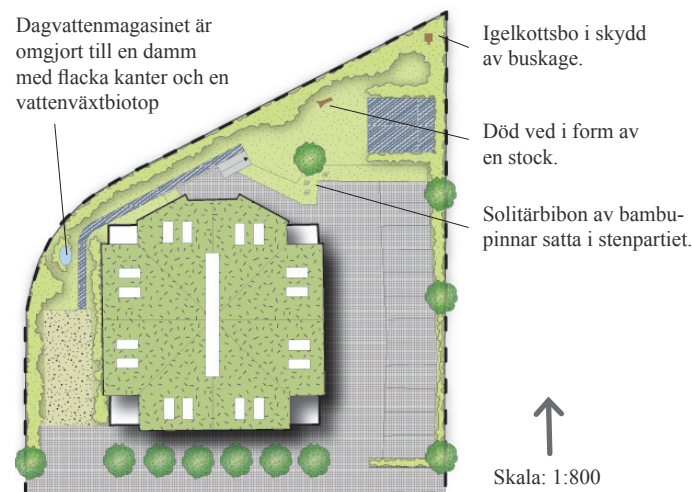 Dagvattenmagasinet är
omgjort till en damm
med flacka kanter och en
vattenväxtbiotop
Igelkottsbo i skydd
av buskage.
Död ved i form av
en stock.
Solitärbibon av bambu-
pinnar satta i stenpartiet.
Skala: 1:800